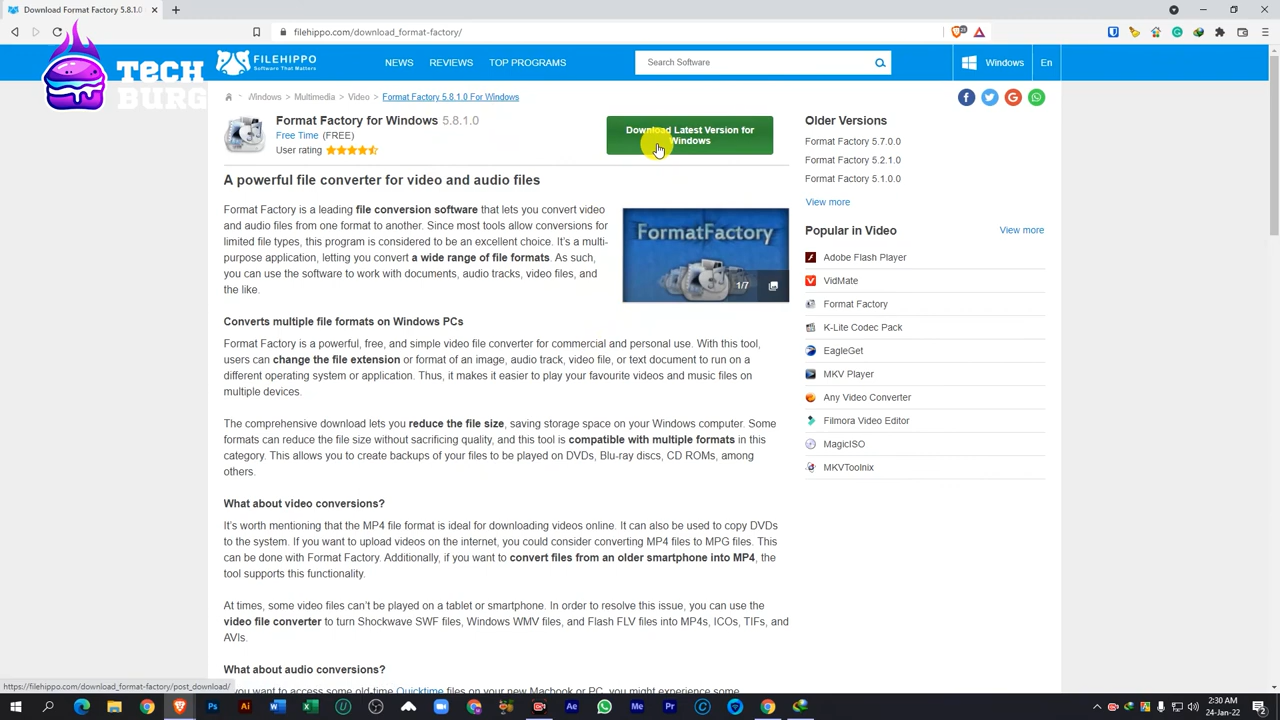 Download Format Factory 5.8.1.0
filehippo.com/download_format-factory/
TECH
BURG
FILEHIPPO
Software That Matters
NEWS
REVIEWS
TOP PROGRAMS
Search Software
Windows
En
Windows > Multimedia > Video > Format Factory 5.8.1.0 For Windows
Format Factory for Windows 5.8.1.0
Free Time (FREE)
User rating
Download Latest Version for
Windows
A powerful file converter for video and audio files
Format Factory is a leading file conversion software that lets you convert video
and audio files from one format to another. Since most tools allow conversions for
limited file types, this program is considered to be an excellent choice. It's a multi-
purpose application, letting you convert a wide range of file formats. As such,
you can use the software to work with documents, audio tracks, video files, and
the like.
FormatFactory
1/7
Converts multiple file formats on Windows PCs
Format Factory is a powerful, free, and simple video file converter for commercial and personal use. With this tool,
users can change the file extension or format of an image, audio track, video file, or text document to run on a
different operating system or application. Thus, it makes it easier to play your favourite videos and music files on
multiple devices.
The comprehensive download lets you reduce the file size, saving storage space on your Windows computer. Some
formats can reduce the file size without sacrificing quality, and this tool is compatible with multiple formats in this
category. This allows you to create backups of your files to be played on DVDs, Blu-ray discs, CD ROMs, among
others.
What about video conversions?
It's worth mentioning that the MP4 file format is ideal for downloading videos online. It can also be used to copy DVDs
to the system. If you want to upload videos on the internet, you could consider converting MP4 files to MPG files. This
can be done with Format Factory. Additionally, if you want to convert files from an older smartphone into MP4, the
tool supports this functionality.
At times, some video files can't be played on a tablet or smartphone. In order to resolve this issue, you can use the
video file converter to turn Shockwave SWF files, Windows WMV files, and Flash FLV files into MP4s, ICOs, TIFs, and
AVIs.
What about audio conversions?
you want to access some old-time Quicktime files on your new Macbook or PC, you might experience some
Older Versions
Format Factory 5.7.0.0
Format Factory 5.2.1.0
Format Factory 5.1.0.0
View more
Popular in Video
View more
Adobe Flash Player
VidMate
Format Factory
K-Lite Codec Pack
EagleGet
MKV Player
Any Video Converter
Filmora Video Editor
MagicISO
MKVToolnix
https://filehippo.com/download_format-factory/post_download/
2:30 AM
24-Jan-22